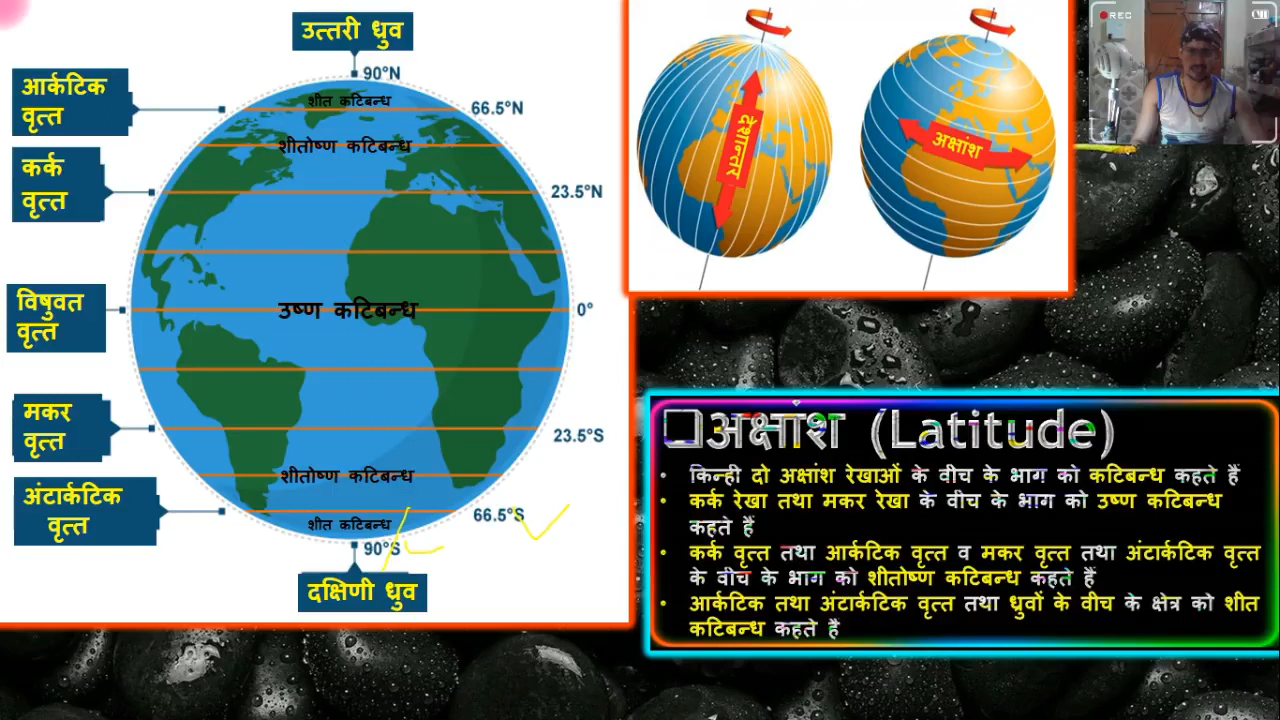 उत्तरी ध्रुव
90°N
आर्कटिक
वृत्त
शीत कटिबन्ध
66.5°N
शीतोष्ण कटिबन्ध
कर्क
वृत्त
23.5°N
विषुवत
वृत्त
उष्ण कटिबन्ध
0°
मकर
वृत्त
23.5°S
शीतोष्ण कटिबन्ध
अंटार्कटिक
वृत्त
66.5°S
शीत कटिबन्ध
90°S
दक्षिणी ध्रुव
देशान्तर
अक्षांश
REC
अक्षांश (Latitude)
• किन्ही दो अक्षांश रेखाओं के वीच के भाग को कटिबन्ध कहते हैं
• कर्क रेखा तथा मकर रेखा के वीच के भाग को उष्ण कटिबन्ध
कहते हैं
• कर्क वृत्त तथा आर्कटिक वृत्त व मकर वृत्त तथा अंटार्कटिक वृत्त
के वीच के भाग को शीतोष्ण कटिबन्ध कहते हैं
• आर्कटिक तथा अंटार्कटिक वृत्त तथा ध्रुवों के वीच के क्षेत्र को शीत
कटिबन्ध कहते हैं